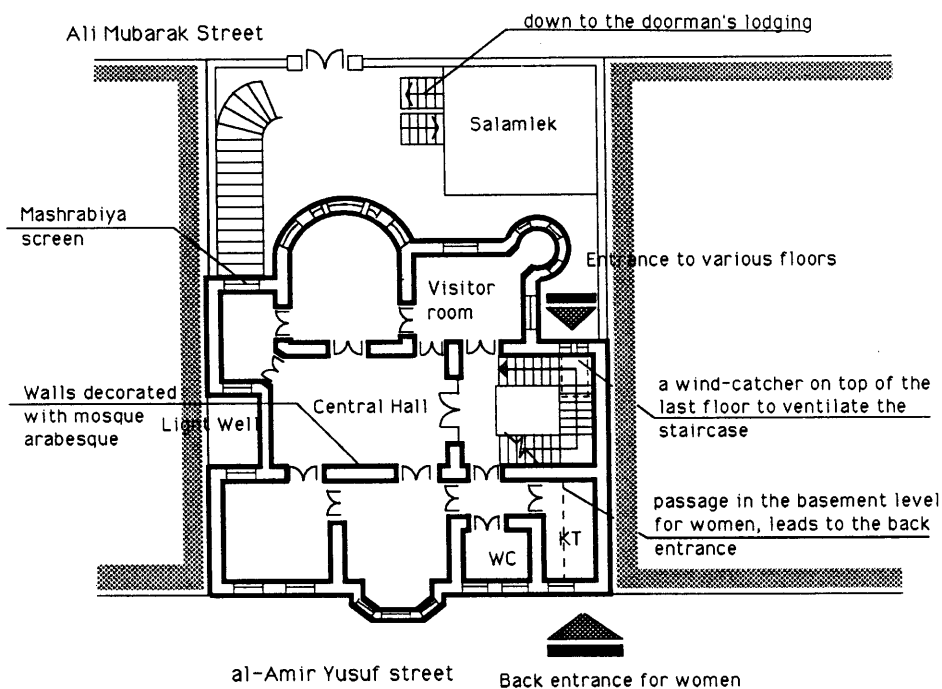 down to the doorman's lodging
Ali Mubarak Street
Salamlek
Mashrabiya
screen
Entrance to various floors
Visitor
room
Walls decorated
with mosque
arabesque
Central Hall
Light Well
a wind-catcher on top of the
last floor to ventilate the
staircase
passage in the basement level
for women, leads to the back
entrance
KT
WC
al-Amir Yusuf street
Back entrance for women